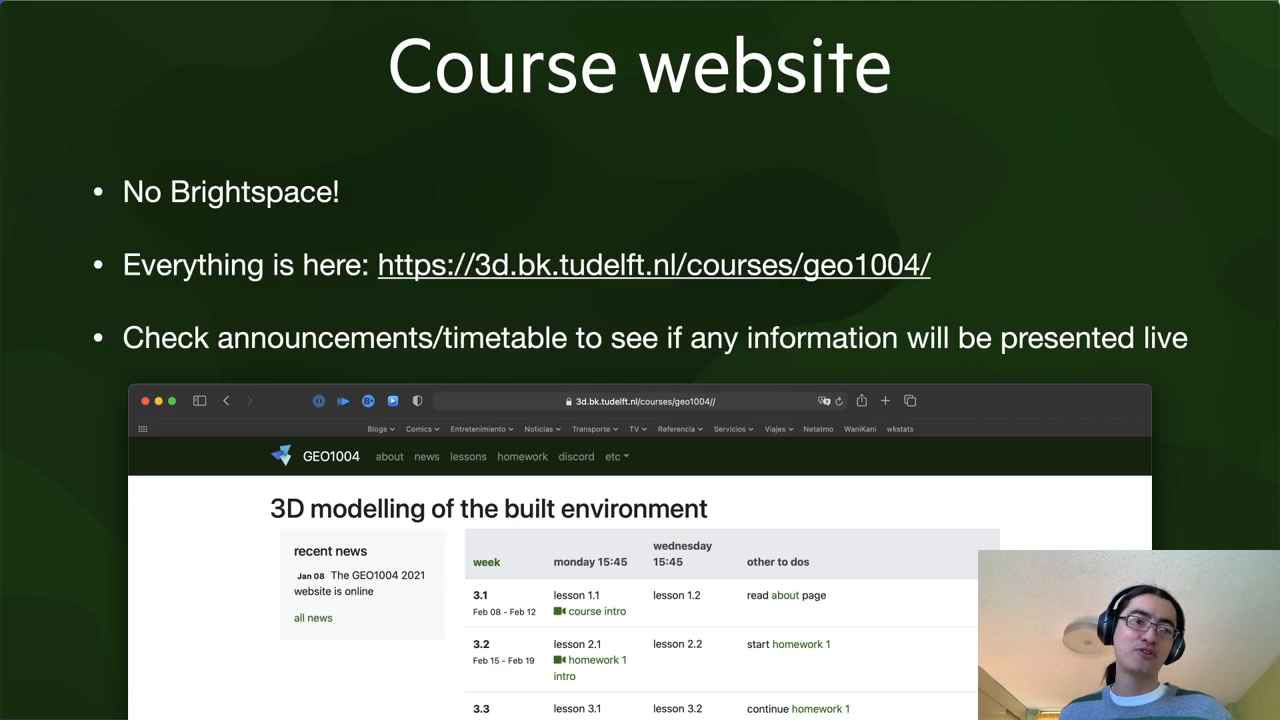 Course website
• No Brightspace!
• Everything is here: https://3d.bk.tudelft.nl/courses/geo1004/
• Check announcements/timetable to see if any information will be presented live
3d.bk.tudelft.nl/courses/geo1004//
Blogs Comics Entretenimiento Noticias Transporte TV Referencia Servicios Viajes Netatmo WaniKani wkstats
GEO1004 about news lessons homework discord etc
3D modelling of the built environment
recent news
Jan 08 The GEO1004 2021
website is online
all news
week monday 15:45 wednesday 15:45 other to dos
3.1 lesson 1.1 lesson 1.2 read about page
Feb 08 - Feb 12 course intro
3.2 lesson 2.1 lesson 2.2 start homework 1
Feb 15 - Feb 19 homework 1
intro
3.3 lesson 3.1 lesson 3.2 continue homework 1